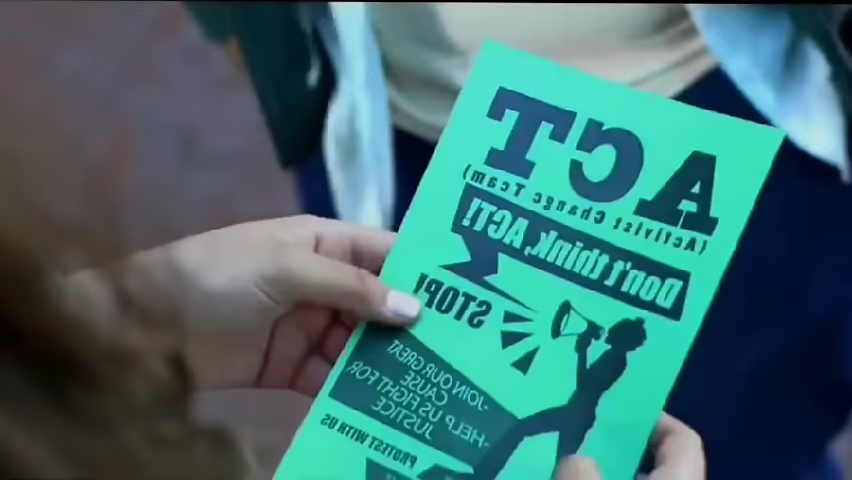 ACT
(Activist Change Team)
Don't think, ACT!
STOP!
-JOIN OUR GREAT
CAUSE
-HELP US FIGHT FOR
JUSTICE
PROTEST WITH US